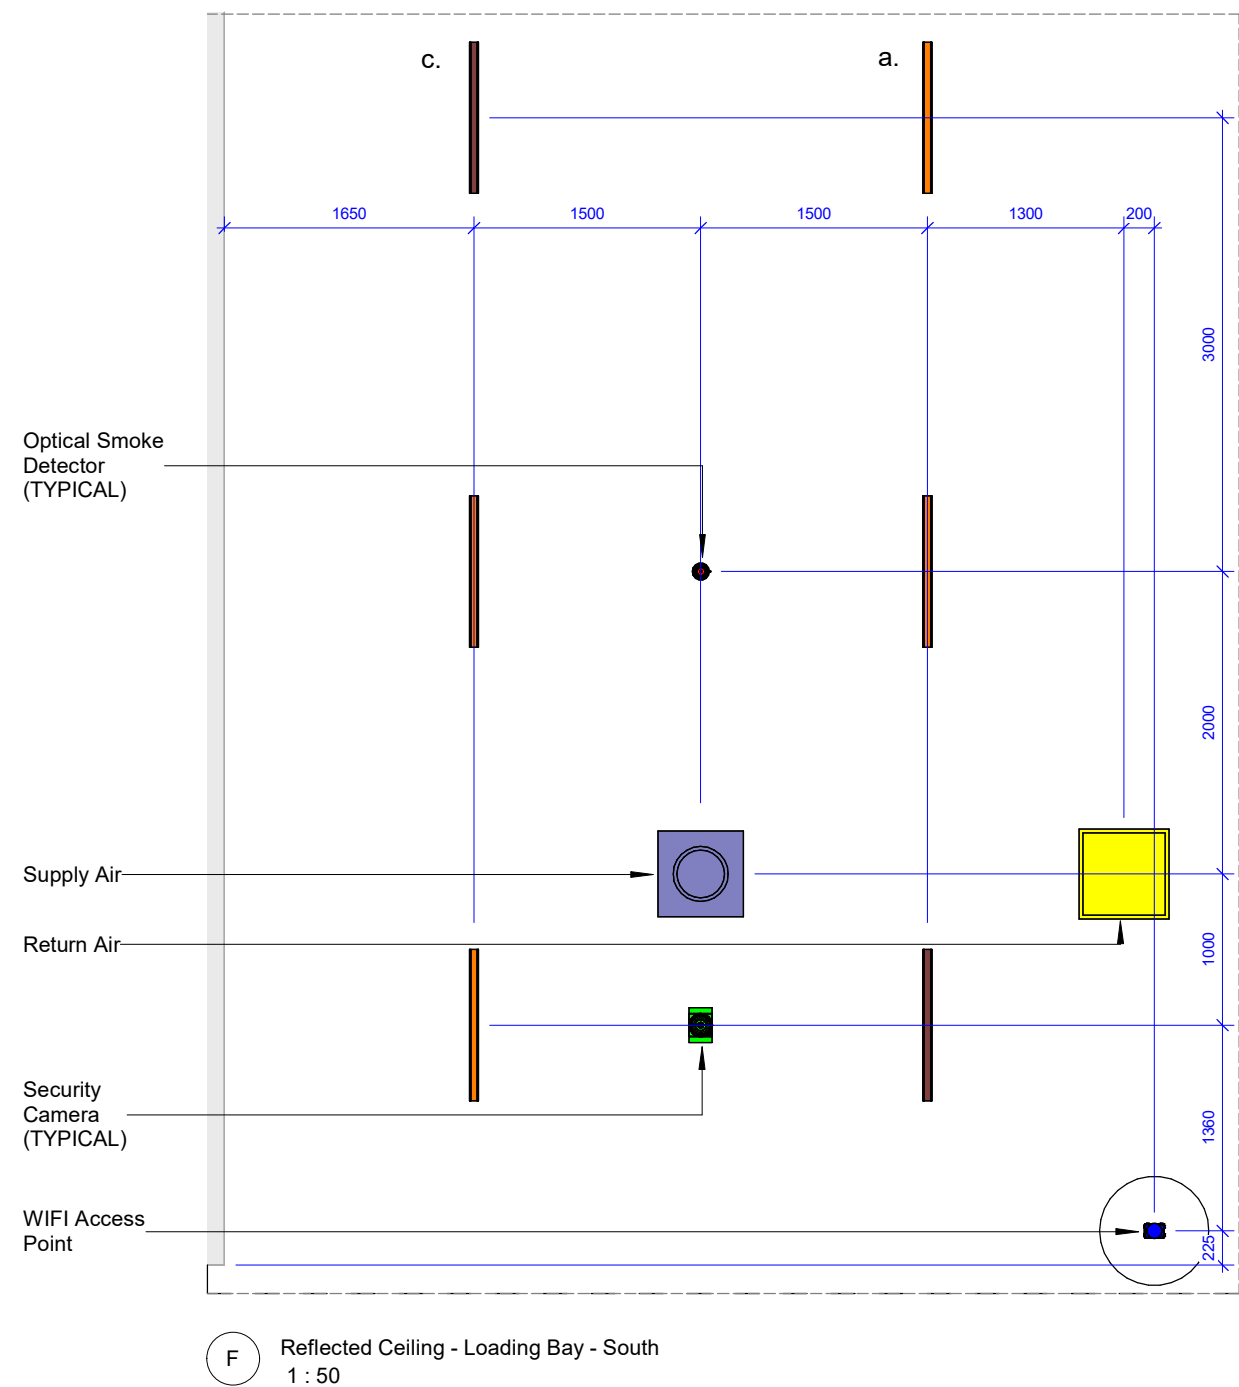 c.
a.
1650
1500
1500
1300
200
3000
Optical Smoke
Detector
(TYPICAL)
2000
Supply Air
Return Air
1000
Security
Camera
(TYPICAL)
1360
WIFI Access
Point
225
F
Reflected Ceiling - Loading Bay - South
1 : 50